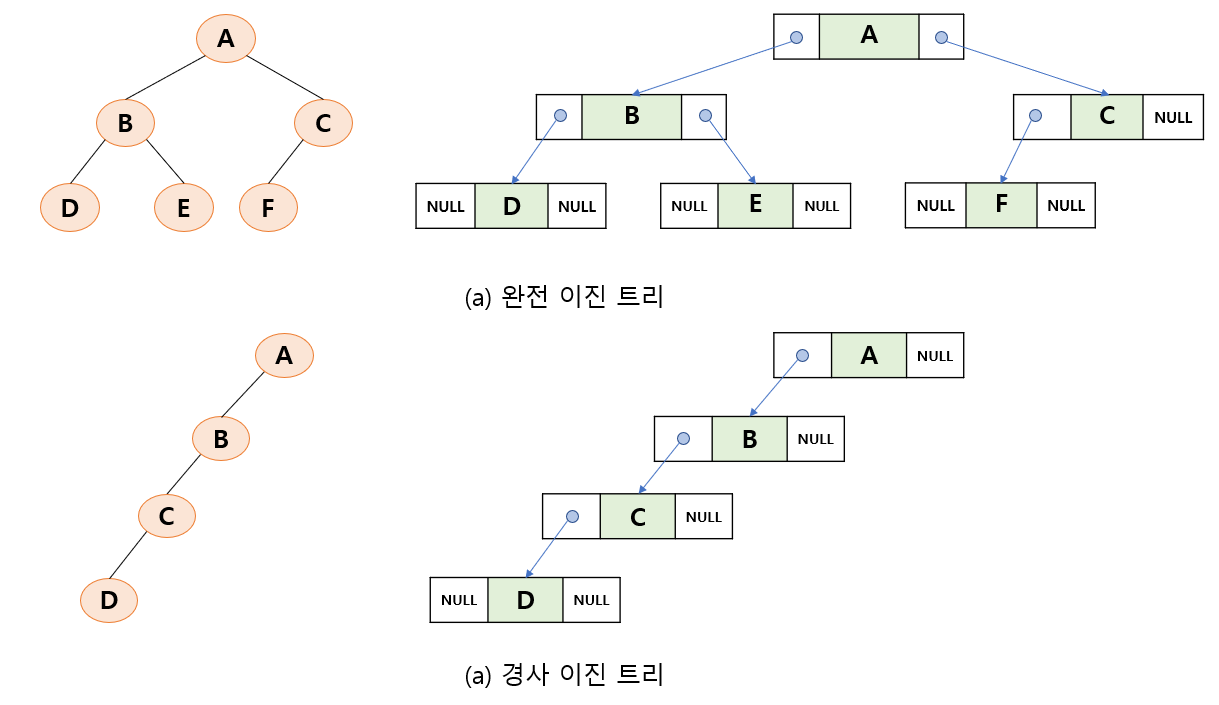 A
B C
D E F
A
B C NULL
NULL D NULL NULL E NULL NULL F NULL
(a) 완전 이진 트리
A
B
C
D
A NULL
B NULL
C NULL
NULL D NULL
(a) 경사 이진 트리